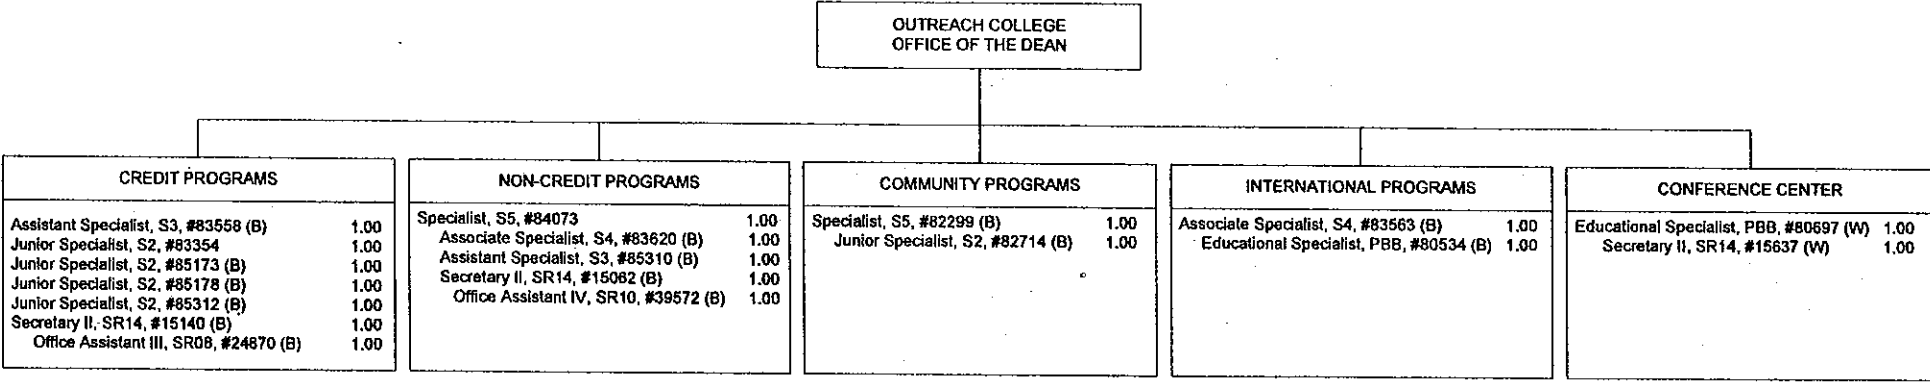 OUTREACH COLLEGE
OFFICE OF THE DEAN
CREDIT PROGRAMS
Assistant Specialist, S3, #83558 (B) 1.00
Junior Specialist, S2, #83354 1.00
Junior Specialist, S2, #85173 (B) 1.00
Junior Specialist, S2, #85178 (B) 1.00
Junior Specialist, S2, #85312 (B) 1.00
Secretary II, SR14, #15140 (B) 1.00
Office Assistant III, SR08, #24870 (B) 1.00
NON-CREDIT PROGRAMS
Specialist, S5, #84073 1.00
Associate Specialist, S4, #83620 (B) 1.00
Assistant Specialist, S3, #85310 (B) 1.00
Secretary II, SR14, #15062 (B) 1.00
Office Assistant IV, SR10, #39572 (B) 1.00
COMMUNITY PROGRAMS
Specialist, S5, #82299 (B) 1.00
Junior Specialist, S2, #82714 (B) 1.00
INTERNATIONAL PROGRAMS
Associate Specialist, S4, #83563 (B) 1.00
Educational Specialist, PBB, #80534 (B) 1.00
CONFERENCE CENTER
Educational Specialist, PBB, #80697 (W) 1.00
Secretary II, SR14, #15637 (W) 1.00